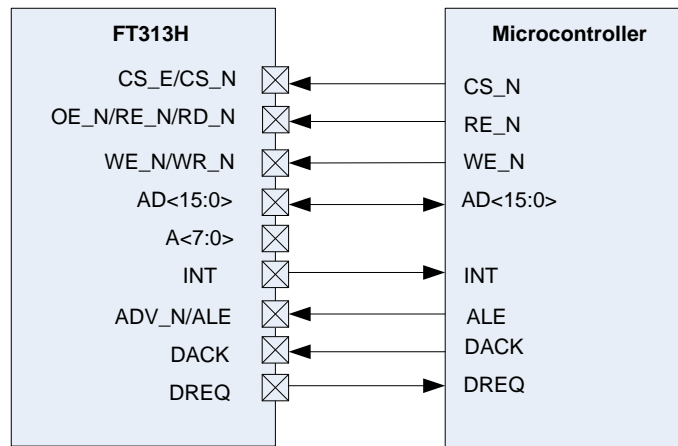 FT313H
Microcontroller
CS_E/CS_N
CS_N
OE_N/RE_N/RD_N
RE_N
WE_N/WR_N
WE_N
AD<15:0>
AD<15:0>
A<7:0>
INT
INT
ADV_N/ALE
ALE
DACK
DACK
DREQ
DREQ